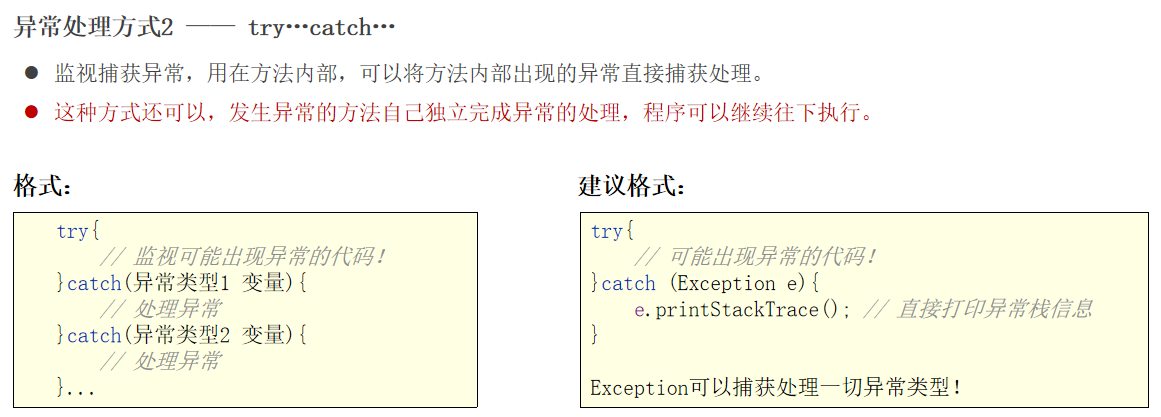 异常处理方式2 —— try…catch…
● 监视捕获异常，用在方法内部，可以将方法内部出现的异常直接捕获处理。
● 这种方式还可以，发生异常的方法自己独立完成异常的处理，程序可以继续往下执行。
格式：
try{
// 监视可能出现异常的代码！
}catch(异常类型1 变量){
// 处理异常
}catch(异常类型2 变量){
// 处理异常
}...
建议格式：
try{
// 可能出现异常的代码！
}catch (Exception e){
e.printStackTrace(); // 直接打印异常栈信息
}
Exception可以捕获处理一切异常类型！